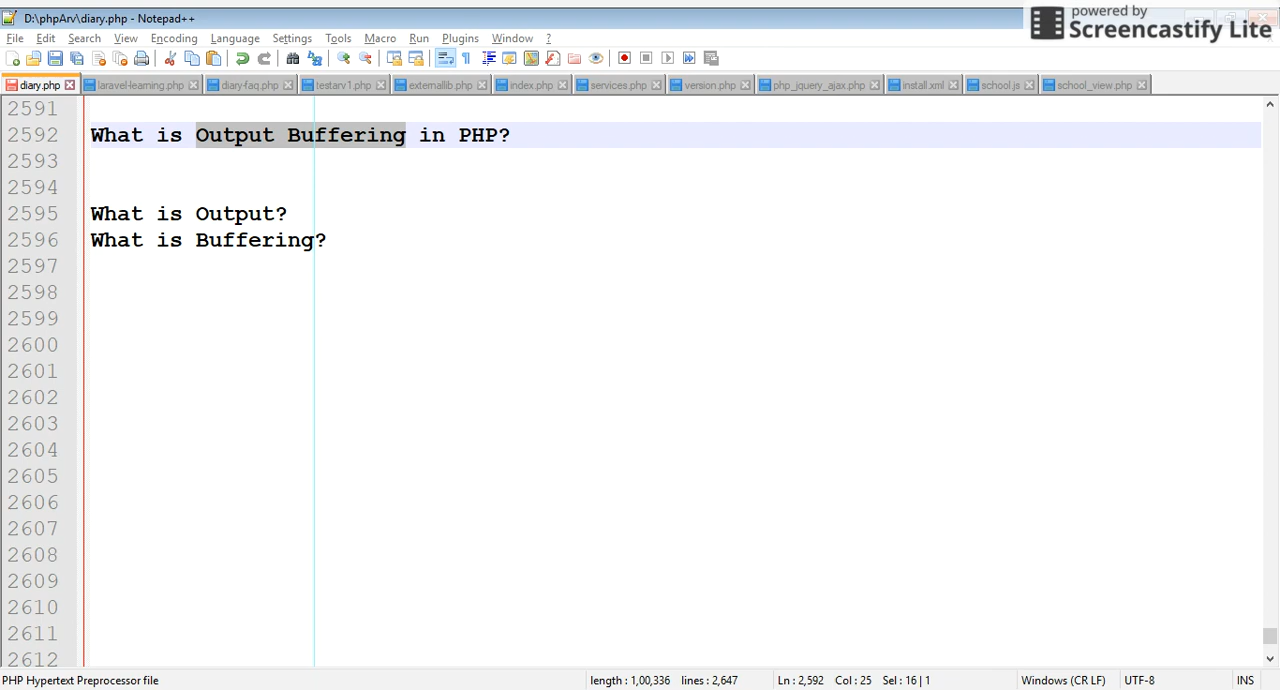 D:\phpArv\diary.php - Notepad++
powered by
Screencastify Lite
File Edit Search View Encoding Language Settings Tools Macro Run Plugins Window ?
diary.php laravel-learning.php diary-faq.php testarv1.php externallib.php index.php services.php version.php php_jquery_ajax.php install.xml school.js school_view.php
2591
2592 What is Output Buffering in PHP?
2593
2594
2595 What is Output?
2596 What is Buffering?
2597
2598
2599
2600
2601
2602
2603
2604
2605
2606
2607
2608
2609
2610
2611
2612
PHP Hypertext Preprocessor file length : 1,00,336 lines : 2,647 Ln : 2,592 Col : 25 Sel : 16 | 1 Windows (CR LF) UTF-8 INS